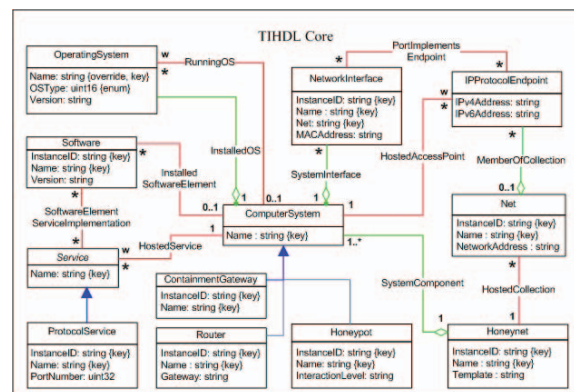 TIHDL Core
OperatingSystem
Name: string {override, key}
OSType: uint16 {enum}
Version: string
w
*
RunningOS
NetworkInterface
InstanceID: string {key}
Name : string {key}
Net: string {key}
MACAddress: string
*
PortImplements
Endpoint
*
IPProtocolEndpoint
IPv4Address: string
IPv6Address: string
w
*
*
Software
InstanceID: string {key}
Name: string {key}
Version: string
*
*
InstalledOS
Installed
SoftwareElement
*
SystemInterface
HostedAccessPoint
MemberOfCollection
0..1
SoftwareElement
ServiceImplementation
*
0..1
0..1
1
1
1
ComputerSystem
Name : string {key}
1
1..*
Net
InstanceID: string {key}
Name : string {key}
NetworkAddress : string
*
Service
Name: string {key}
w
*
HostedService
HostedCollection
1
ContainmentGateway
InstanceID: string {key}
Name: string {key}
SystemComponent
1
ProtocolService
InstanceID: string {key}
Name: string {key}
PortNumber: uint32
Router
InstanceID: string {key}
Name: string {key}
Gateway: string
Honeypot
InstanceID: string {key}
Name: string {key}
InteractionLevel: string
Honeynet
InstanceID: string {key}
Name: string {key}
Template : string